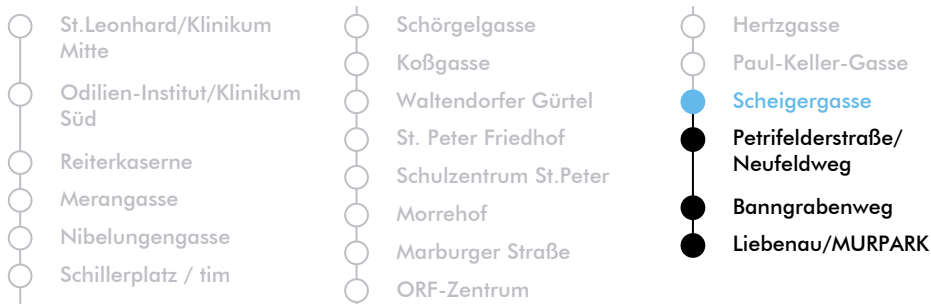 St.Leonhard/Klinikum
Mitte
Odilien-Institut/Klinikum
Süd
Reiterkaserne
Merangasse
Nibelungengasse
Schillerplatz / tim
Schörgelgasse
Koßgasse
Waltendorfer Gürtel
St. Peter Friedhof
Schulzentrum St.Peter
Morrehof
Marburger Straße
ORF-Zentrum
Hertzgasse
Paul-Keller-Gasse
Scheigergasse
Petrifelderstraße/
Neufeldweg
Banngrabenweg
Liebenau/MURPARK